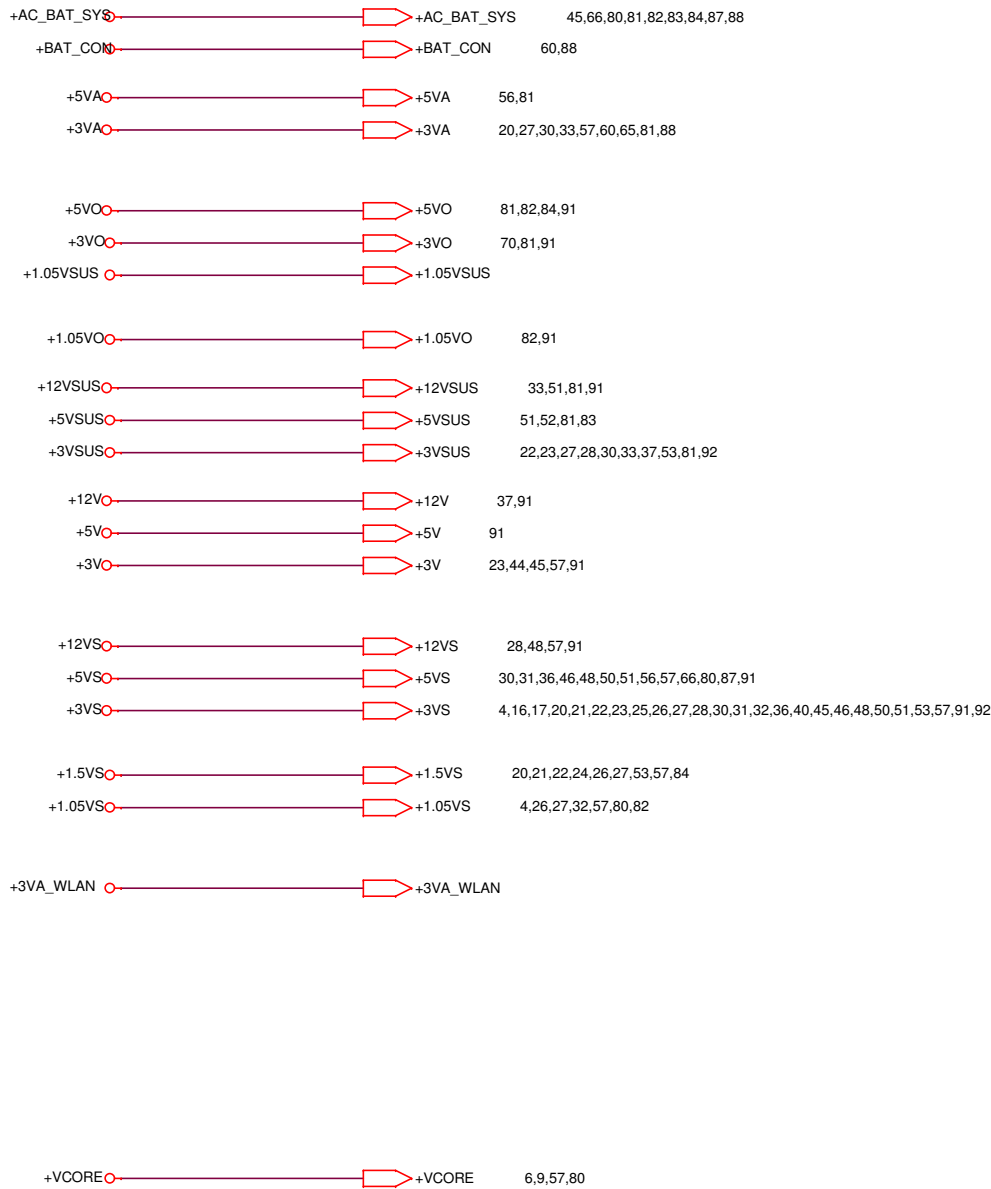 +AC_BAT_SYS +AC_BAT_SYS 45,66,80,81,82,83,84,87,88
+BAT_CON +BAT_CON 60,88
+5VA +5VA 56,81
+3VA +3VA 20,27,30,33,57,60,65,81,88
+5VO +5VO 81,82,84,91
+3VO +3VO 70,81,91
+1.05VSUS +1.05VSUS
+1.05VO +1.05VO 82,91
+12VSUS +12VSUS 33,51,81,91
+5VSUS +5VSUS 51,52,81,83
+3VSUS +3VSUS 22,23,27,28,30,33,37,53,81,92
+12V +12V 37,91
+5V +5V 91
+3V +3V 23,44,45,57,91
+12VS +12VS 28,48,57,91
+5VS +5VS 30,31,36,46,48,50,51,56,57,66,80,87,91
+3VS +3VS 4,16,17,20,21,22,23,25,26,27,28,30,31,32,36,40,45,46,48,50,51,53,57,91,92
+1.5VS +1.5VS 20,21,22,24,26,27,53,57,84
+1.05VS +1.05VS 4,26,27,32,57,80,82
+3VA_WLAN +3VA_WLAN
+VCORE +VCORE 6,9,57,80